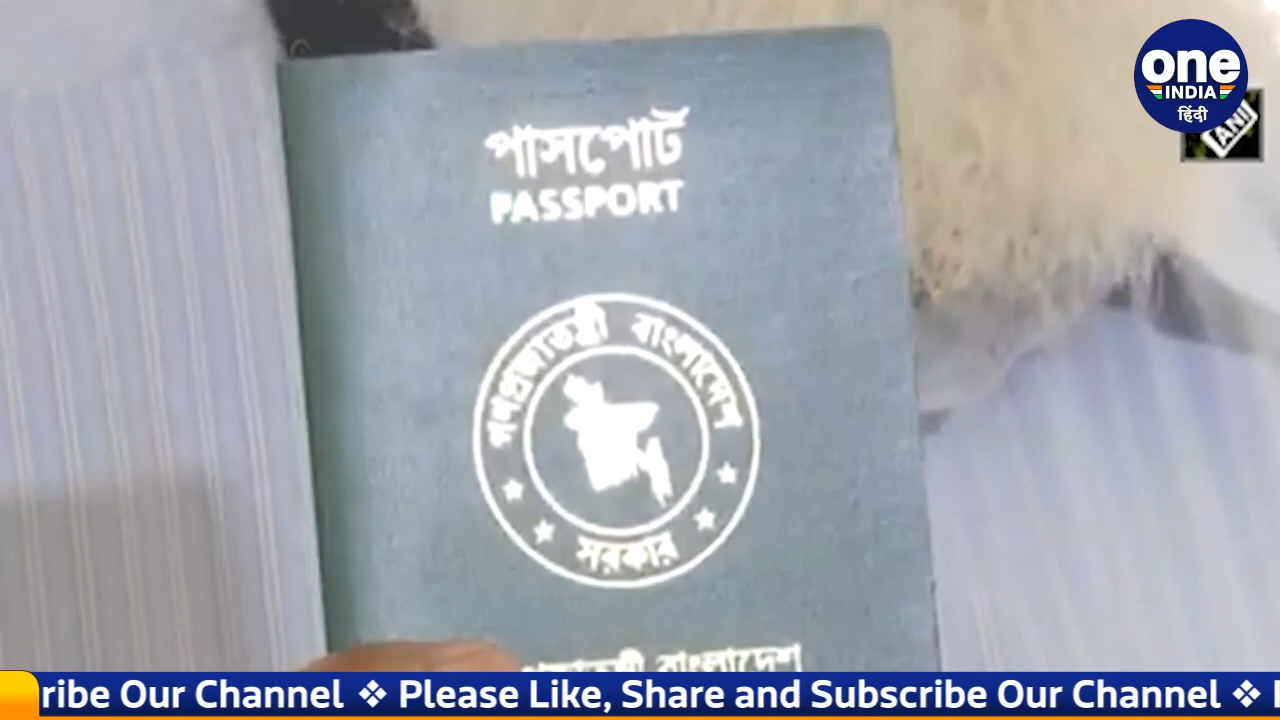 one
INDIA
हिंदी
ANI
পাসপোর্ট
PASSPORT
গণপ্রজাতন্ত্রী বাংলাদেশ
সরকার
বাংলাদেশ
ribe Our Channel ❖ Please Like, Share and Subscribe Our Channel ❖